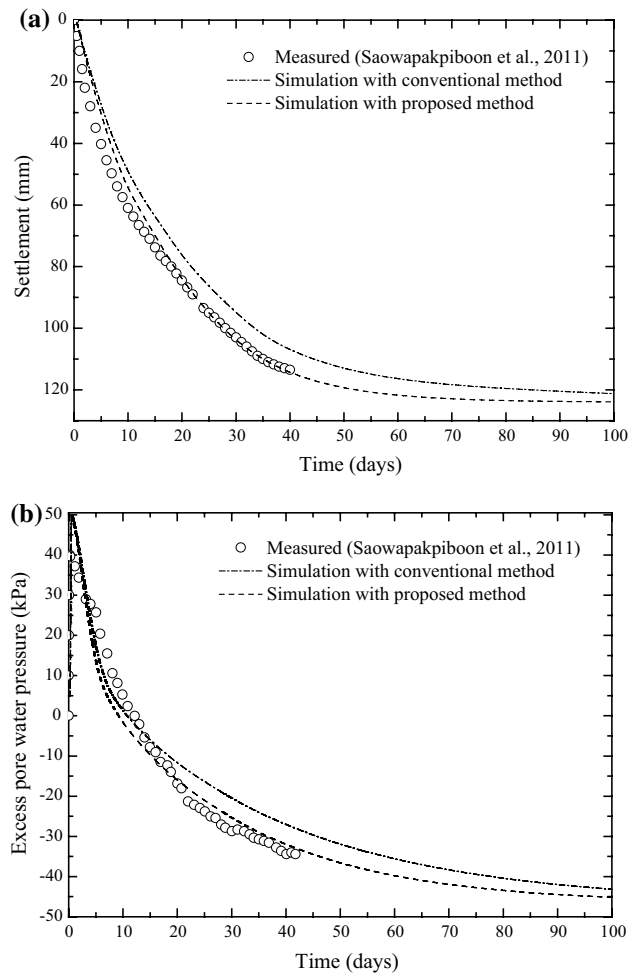 (a)
0
20
40
60
80
100
120
Settlement (mm)
Measured (Saowapakpiboon et al., 2011)
Simulation with conventional method
Simulation with proposed method
0 10 20 30 40 50 60 70 80 90 100
Time (days)
(b)
50
40
30
20
10
0
-10
-20
-30
-40
-50
Excess pore water pressure (kPa)
Measured (Saowapakpiboon et al., 2011)
Simulation with conventional method
Simulation with proposed method
0 10 20 30 40 50 60 70 80 90 100
Time (days)